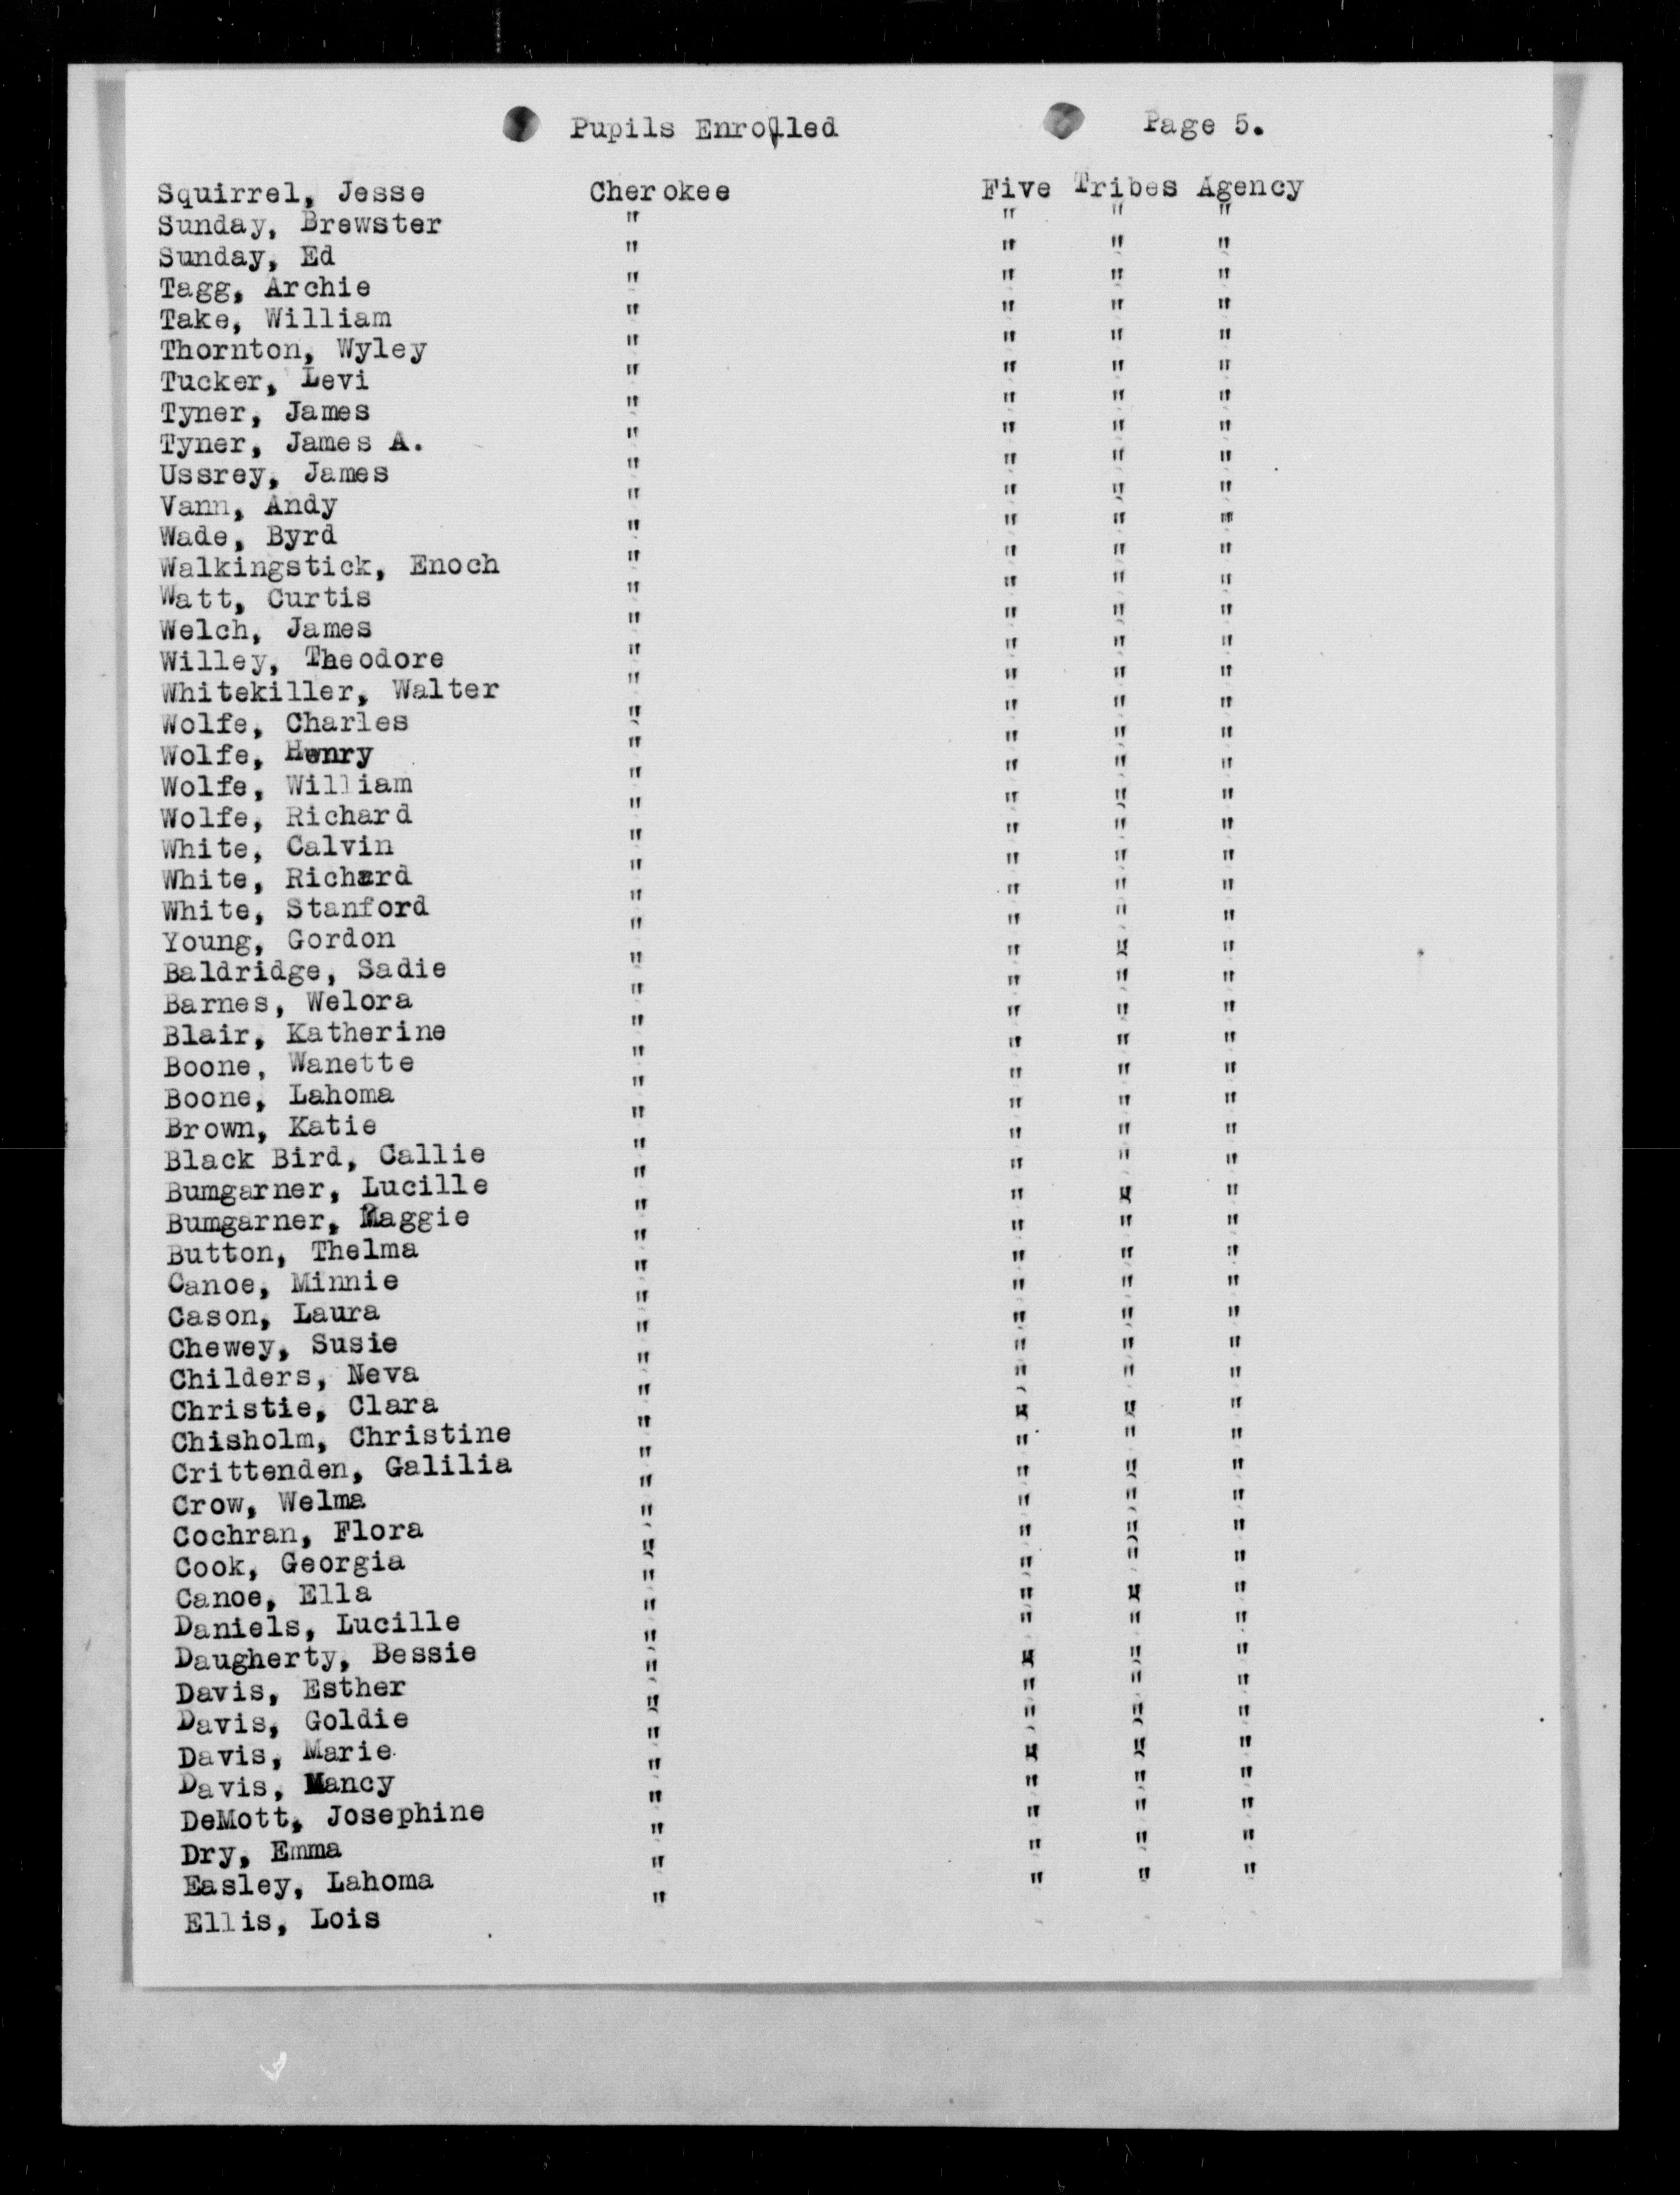 Pupils Enrolled Page 5.
Squirrel, Jesse Cherokee Five Tribes Agency
Sunday, Brewster " " " "
Sunday, Ed " " " "
Tagg, Archie " " " "
Take, William " " " "
Thornton, Wyley " " " "
Tucker, Levi " " " "
Tyner, James " " " "
Tyner, James A. " " " "
Ussrey, James " " " "
Vann, Andy " " " "
Wade, Byrd " " " "
Walkingstick, Enoch " " " "
Watt, Curtis " " " "
Welch, James " " " "
Willey, Theodore " " " "
Whitekiller, Walter " " " "
Wolfe, Charles " " " "
Wolfe, Henry " " " "
Wolfe, William " " " "
Wolfe, Richard " " " "
White, Calvin " " " "
White, Richard " " " "
White, Stanford " " " "
Young, Gordon " " " "
Baldridge, Sadie " " " "
Barnes, Welora " " " "
Blair, Katherine " " " "
Boone, Wanette " " " "
Boone, Lahoma " " " "
Brown, Katie " " " "
Black Bird, Callie " " " "
Bumgarner, Lucille " " " "
Bumgarner, Maggie " " " "
Button, Thelma " " " "
Canoe, Minnie " " " "
Cason, Laura " " " "
Chewey, Susie " " " "
Childers, Neva " " " "
Christie, Clara " " " "
Chisholm, Christine " " " "
Crittenden, Galilia " " " "
Crow, Welma " " " "
Cochran, Flora " " " "
Cook, Georgia " " " "
Canoe, Ella " " " "
Daniels, Lucille " " " "
Daugherty, Bessie " " " "
Davis, Esther " " " "
Davis, Goldie " " " "
Davis, Marie " " " "
Davis, Nancy " " " "
DeMott, Josephine " " " "
Dry, Emma " " " "
Easley, Lahoma " " " "
Ellis, Lois "